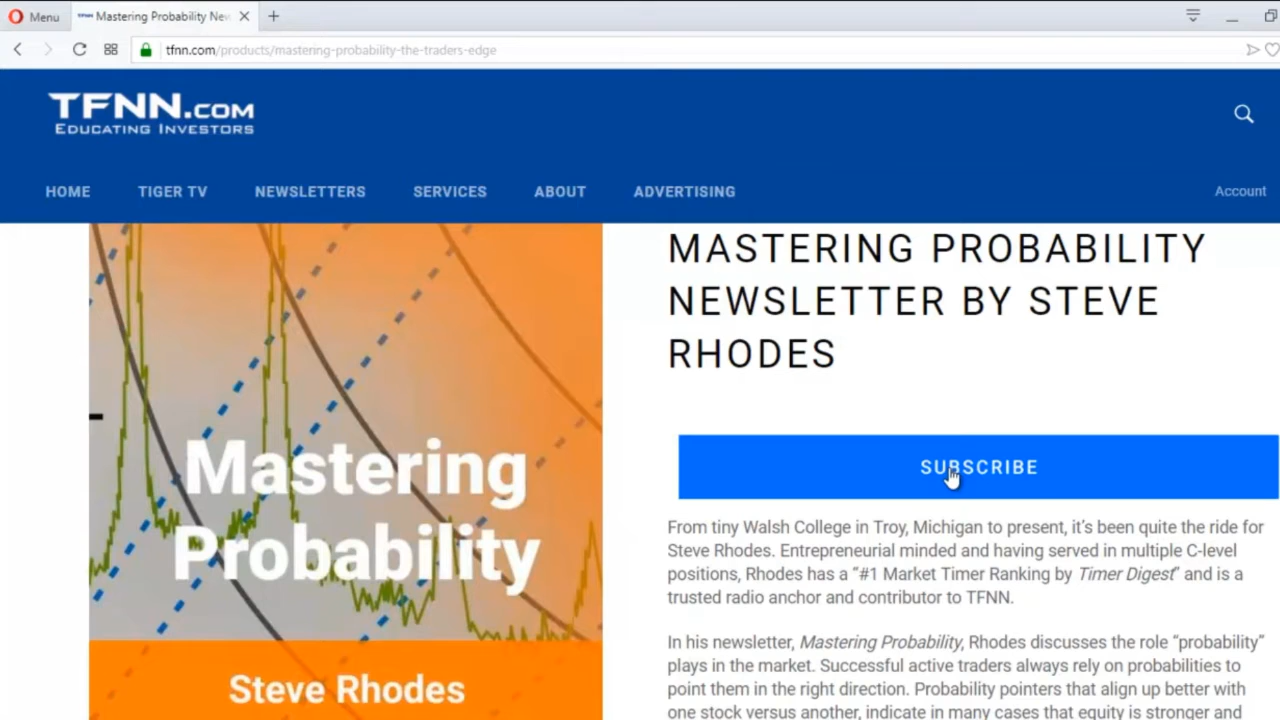 Menu
Mastering Probability New
tfnn.com/products/mastering-probability-the-traders-edge
TFNN.COM
EDUCATING INVESTORS
HOME TIGER TV NEWSLETTERS SERVICES ABOUT ADVERTISING Account
MASTERING PROBABILITY
NEWSLETTER BY STEVE
RHODES
SUBSCRIBE
From tiny Walsh College in Troy, Michigan to present, it’s been quite the ride for
Steve Rhodes. Entrepreneurial minded and having served in multiple C-level
positions, Rhodes has a “#1 Market Timer Ranking by Timer Digest” and is a
trusted radio anchor and contributor to TFNN.
In his newsletter, Mastering Probability, Rhodes discusses the role “probability”
plays in the market. Successful active traders always rely on probabilities to
point them in the right direction. Probability pointers that align up better with
one stock versus another, indicate in many cases that equity is stronger and
Mastering
Probability
Steve Rhodes